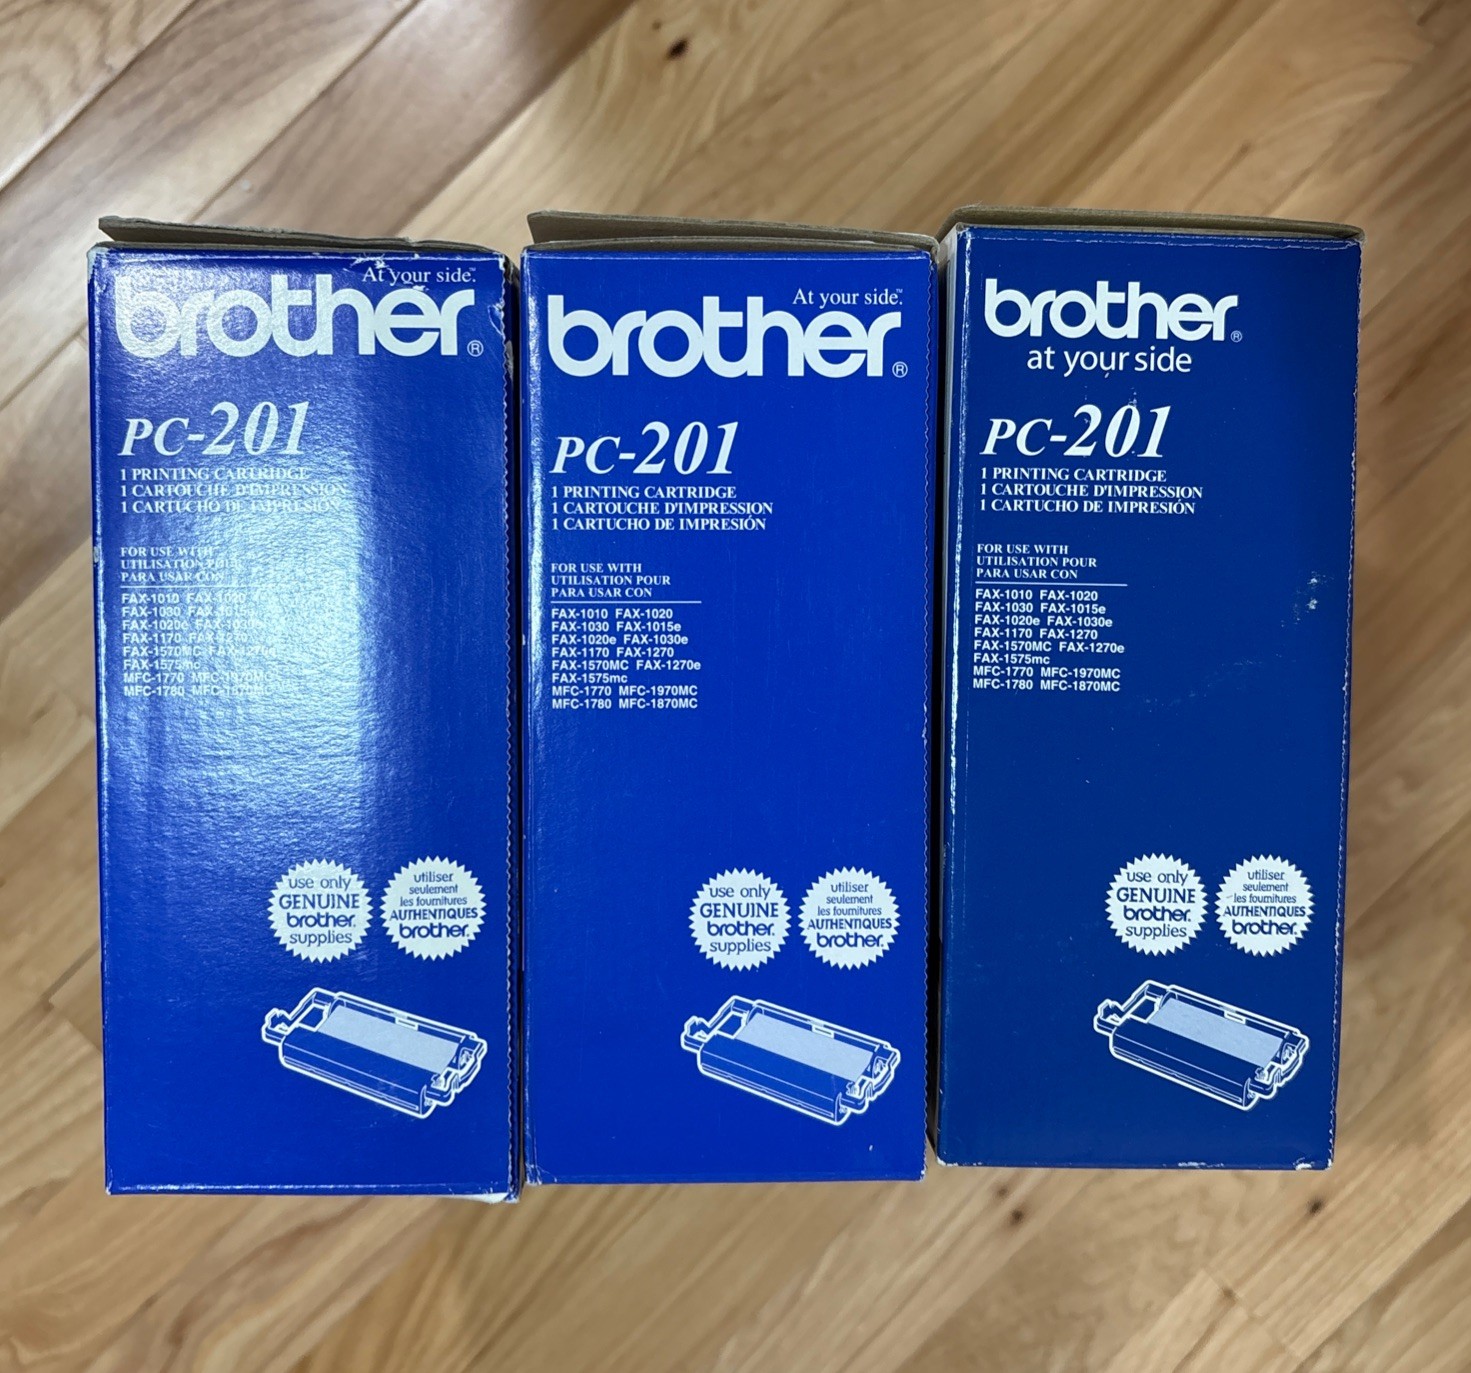 At your side.™
brother®
PC-201
1 PRINTING CARTRIDGE
1 CARTOUCHE D'IMPRESSION
1 CARTUCHO DE IMPRESIÓN
FOR USE WITH
UTILISATION POUR
PARA USAR CON
FAX-1010 FAX-1020
FAX-1030 FAX-1015e
FAX-1020e FAX-1030e
FAX-1170 FAX-1270
FAX-1570MC FAX-1270e
FAX-1575mc
MFC-1770 MFC-1970MC
MFC-1780 MFC-1870MC
use only
GENUINE
brother.
supplies
utiliser
seulement
les fournitures
AUTHENTIQUES
brother.
At your side.™
brother®
PC-201
1 PRINTING CARTRIDGE
1 CARTOUCHE D'IMPRESSION
1 CARTUCHO DE IMPRESIÓN
FOR USE WITH
UTILISATION POUR
PARA USAR CON
FAX-1010 FAX-1020
FAX-1030 FAX-1015e
FAX-1020e FAX-1030e
FAX-1170 FAX-1270
FAX-1570MC FAX-1270e
FAX-1575mc
MFC-1770 MFC-1970MC
MFC-1780 MFC-1870MC
use only
GENUINE
brother.
supplies
utiliser
seulement
les fournitures
AUTHENTIQUES
brother.
brother®
at your side
PC-201
1 PRINTING CARTRIDGE
1 CARTOUCHE D'IMPRESSION
1 CARTUCHO DE IMPRESIÓN
FOR USE WITH
UTILISATION POUR
PARA USAR CON
FAX-1010 FAX-1020
FAX-1030 FAX-1015e
FAX-1020e FAX-1030e
FAX-1170 FAX-1270
FAX-1570MC FAX-1270e
FAX-1575mc
MFC-1770 MFC-1970MC
MFC-1780 MFC-1870MC
use only
GENUINE
brother.
supplies
utiliser
seulement
les fournitures
AUTHENTIQUES
brother.